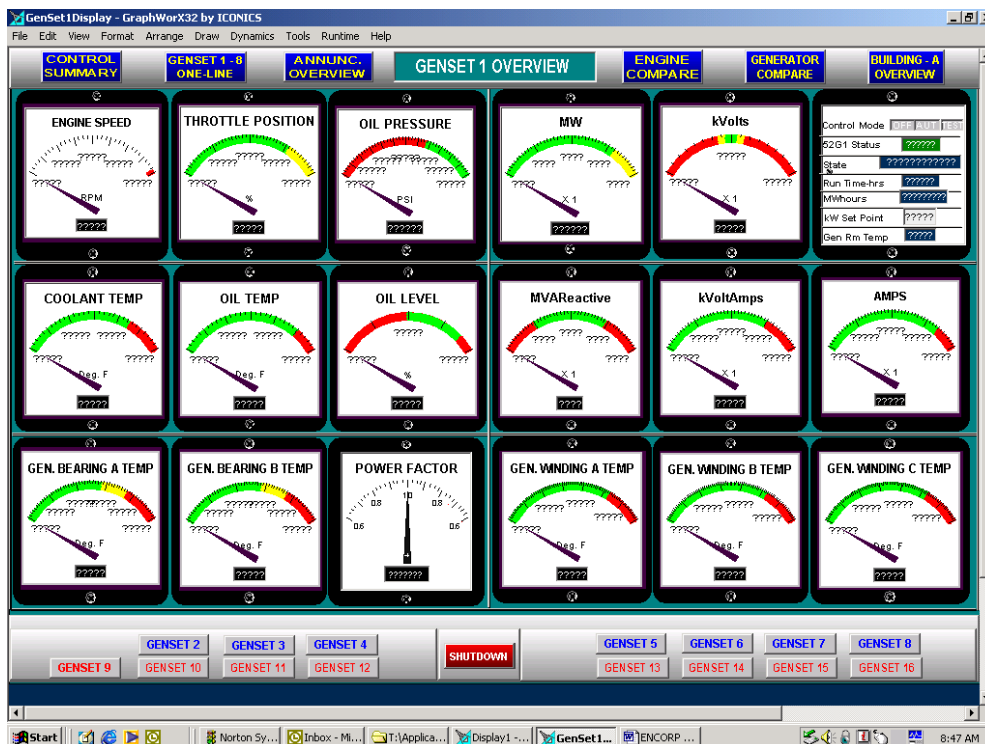 GenSet1Display - GraphWorX32 by ICONICS
File Edit View Format Arrange Draw Dynamics Tools Runtime Help
CONTROL SUMMARY
GENSET 1 - 8 ONE-LINE
ANNUNC. OVERVIEW
GENSET 1 OVERVIEW
ENGINE COMPARE
GENERATOR COMPARE
BUILDING - A OVERVIEW
ENGINE SPEED
????? ????? ????? ?????
RPM
?????
THROTTLE POSITION
????? ????? ????? ?????
%
?????
OIL PRESSURE
PSI
?????
MW
????? ????? ????? ?????
X 1
??????
kVolts
????? ?????
X 1
?????
Control Mode OFF AUT TEST
52G1 Status ??????
State ????????????
Run Time-hrs ??????
MWhours ?????????
kW Set Point ?????
Gen Rm Temp ?????
COOLANT TEMP
????? ????? ????? ?????
Deg. F
?????
OIL TEMP
????? ????? ????? ?????
Deg. F
?????
OIL LEVEL
????? ????? ?????
%
?????
MVAReactive
????? ????? ????? ?????
X 1
?????
kVoltAmps
????? ????? ????? ?????
X 1
?????
AMPS
????? ????? ????? ?????
X 1
?????
GEN. BEARING A TEMP
Deg. F
?????
GEN. BEARING B TEMP
Deg. F
?????
POWER FACTOR
0.6 0.8 1.0 0.8 0.6
???????
GEN. WINDING A TEMP
????? ????? ????? ?????
Deg. F
?????
GEN. WINDING B TEMP
????? ????? ????? ?????
Deg. F
?????
GEN. WINDING C TEMP
????? ????? ????? ?????
Deg. F
?????
GENSET 2 GENSET 3 GENSET 4
GENSET 9 GENSET 10 GENSET 11 GENSET 12
SHUTDOWN
GENSET 5 GENSET 6 GENSET 7 GENSET 8
GENSET 13 GENSET 14 GENSET 15 GENSET 16
Start Norton Sy... Inbox - Mi... T:\Applica... Display1 -... GenSet1... ENCORP ... 8:47 AM